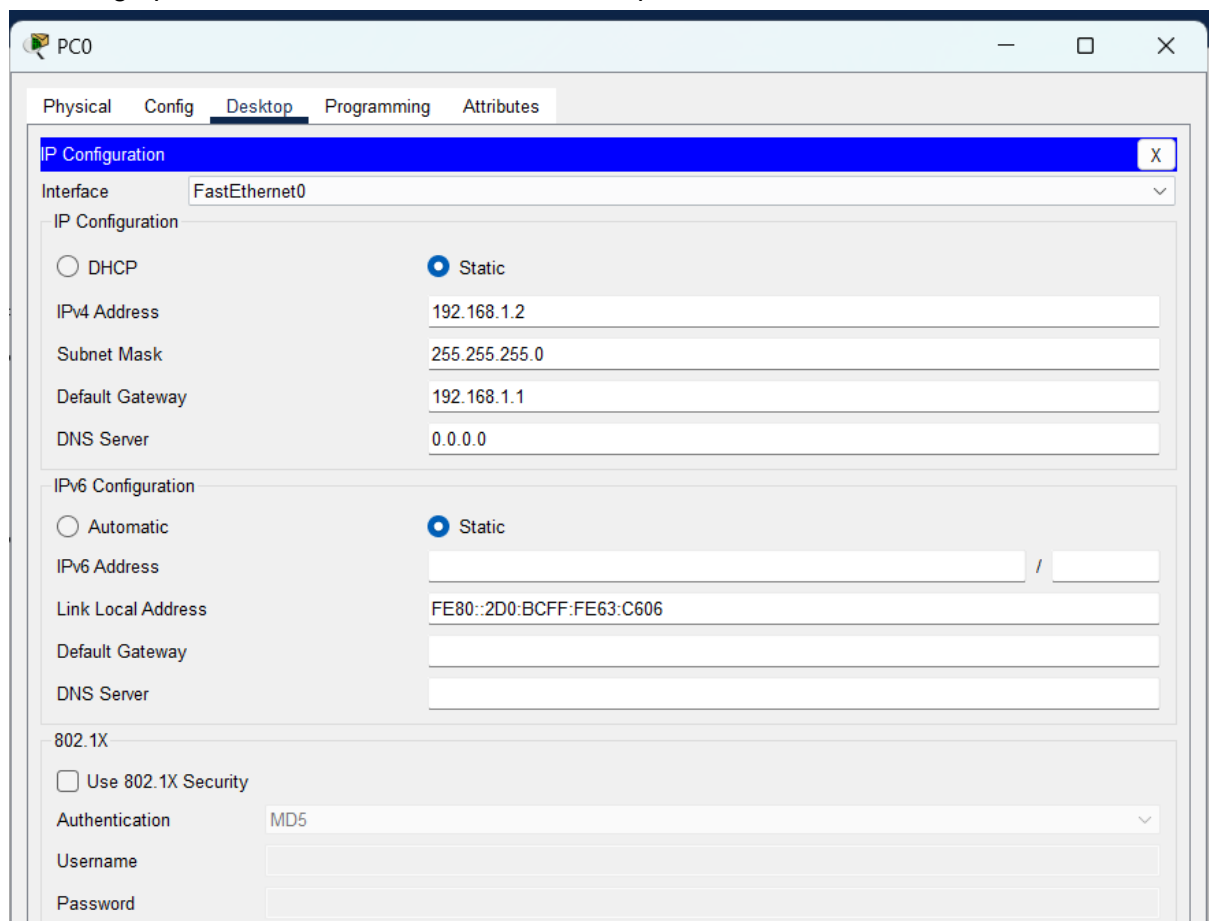 PC0
Physical Config Desktop Programming Attributes
IP Configuration X
Interface FastEthernet0
IP Configuration
DHCP Static
IPv4 Address 192.168.1.2
Subnet Mask 255.255.255.0
Default Gateway 192.168.1.1
DNS Server 0.0.0.0
IPv6 Configuration
Automatic Static
IPv6 Address /
Link Local Address FE80::2D0:BCFF:FE63:C606
Default Gateway
DNS Server
802.1X
Use 802.1X Security
Authentication MD5
Username
Password